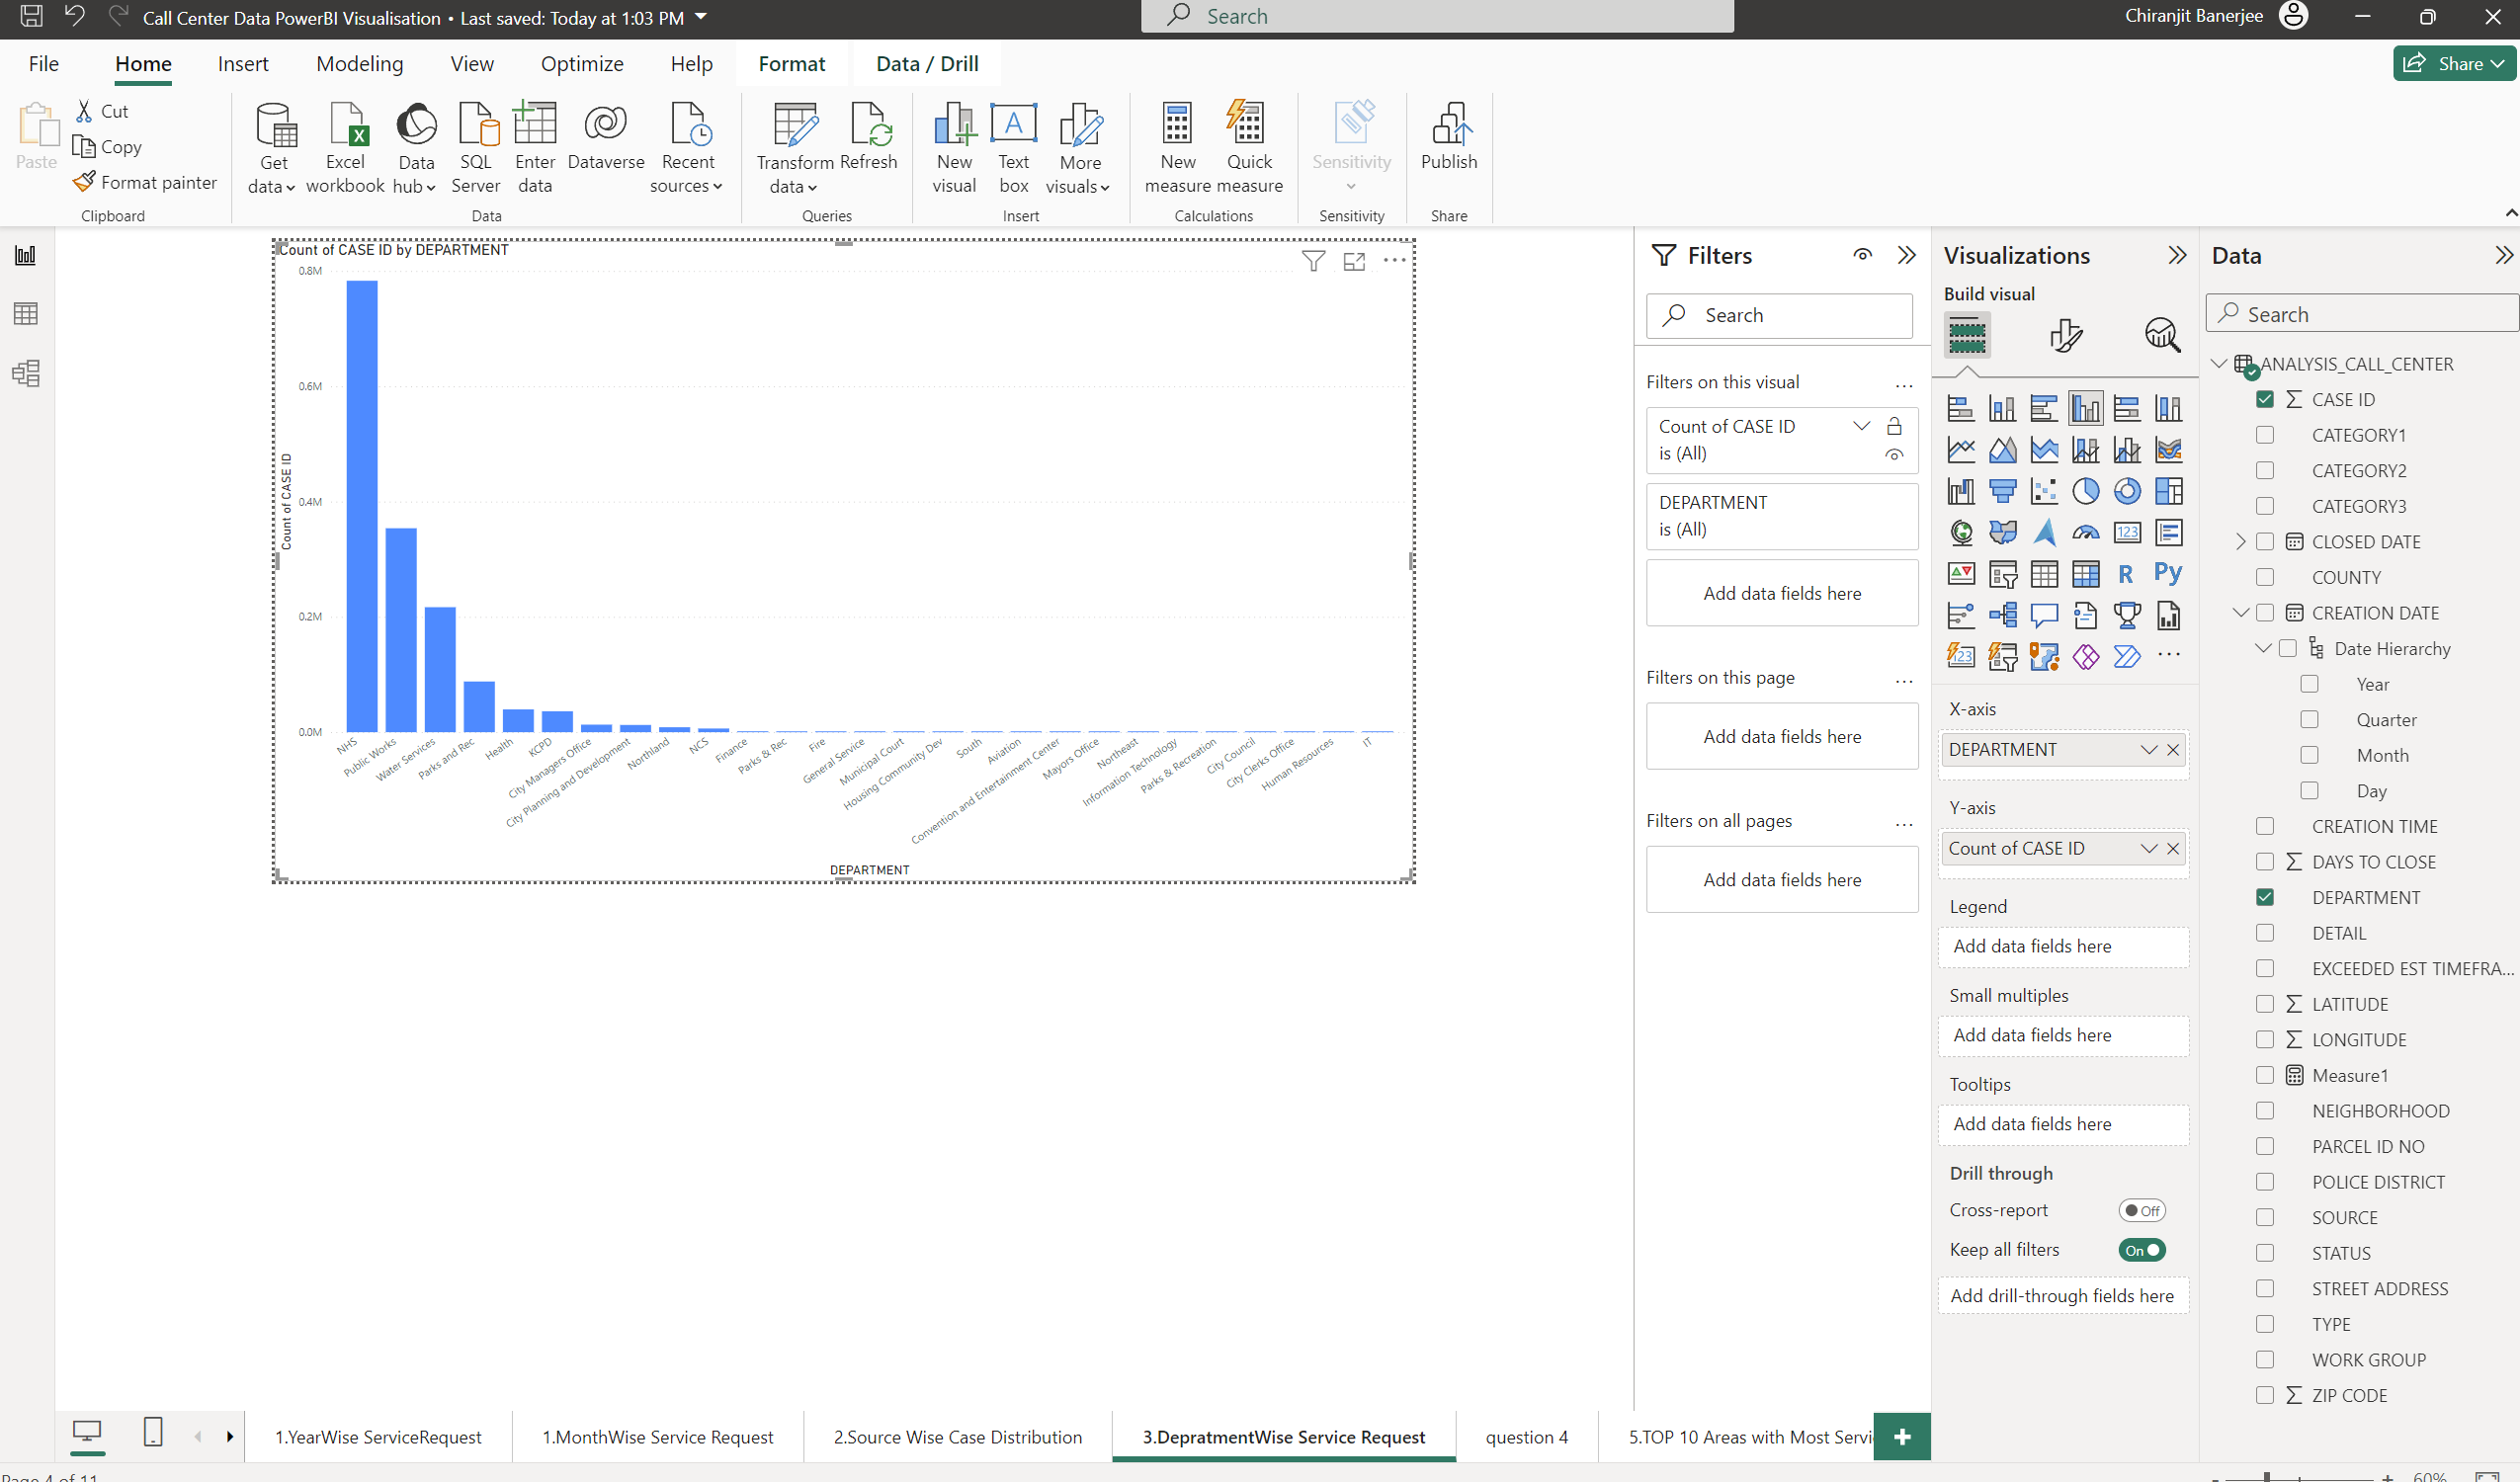 Call Center Data PowerBI Visualisation • Last saved: Today at 1:03 PM
Search
Chiranjit Banerjee
File
Home
Insert
Modeling
View
Optimize
Help
Format
Data / Drill
Share
Paste
Cut
Copy
Format painter
Clipboard
Get data
Excel workbook
Data hub
SQL Server
Enter data
Dataverse
Recent sources
Data
Transform data
Refresh
Queries
New visual
Text box
More visuals
Insert
New measure
Quick measure
Calculations
Sensitivity
Sensitivity
Publish
Share
Count of CASE ID by DEPARTMENT
0.8M
0.6M
0.4M
0.2M
0.0M
Count of CASE ID
NHS
Public Works
Water Services
Parks and Rec
Health
KCPD
City Managers Office
City Planning and Development
Northland
NCS
Finance
Parks & Rec
Fire
General Service
Municipal Court
Housing Community Dev
South
Aviation
Convention and Entertainment Center
Mayors Office
Northeast
Information Technology
Parks & Recreation
City Council
City Clerks Office
Human Resources
IT
DEPARTMENT
Filters
Search
Filters on this visual
Count of CASE ID
is (All)
DEPARTMENT
is (All)
Add data fields here
Filters on this page
Add data fields here
Filters on all pages
Add data fields here
Visualizations
Build visual
123
R
Py
123
X-axis
DEPARTMENT
Y-axis
Count of CASE ID
Legend
Add data fields here
Small multiples
Add data fields here
Tooltips
Add data fields here
Drill through
Cross-report
Off
Keep all filters
On
Add drill-through fields here
Data
Search
ANALYSIS_CALL_CENTER
CASE ID
CATEGORY1
CATEGORY2
CATEGORY3
CLOSED DATE
COUNTY
CREATION DATE
Date Hierarchy
Year
Quarter
Month
Day
CREATION TIME
DAYS TO CLOSE
DEPARTMENT
DETAIL
EXCEEDED EST TIMEFRA...
LATITUDE
LONGITUDE
Measure1
NEIGHBORHOOD
PARCEL ID NO
POLICE DISTRICT
SOURCE
STATUS
STREET ADDRESS
TYPE
WORK GROUP
ZIP CODE
1.YearWise ServiceRequest
1.MonthWise Service Request
2.Source Wise Case Distribution
3.DepratmentWise Service Request
question 4
5.TOP 10 Areas with Most Servi
Page 4 of 11
60%